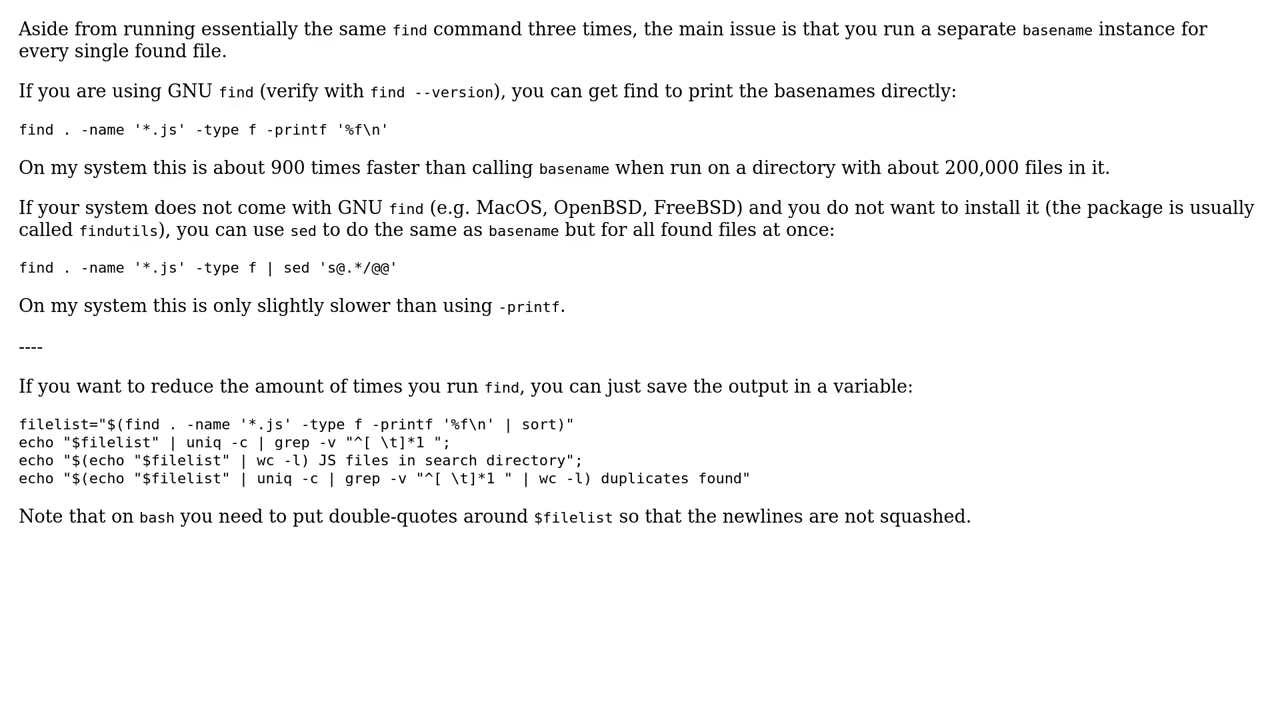 Aside from running essentially the same find command three times, the main issue is that you run a separate basename instance for
every single found file.
If you are using GNU find (verify with find --version), you can get find to print the basenames directly:
find . -name '*.js' -type f -printf '%f\n'
On my system this is about 900 times faster than calling basename when run on a directory with about 200,000 files in it.
If your system does not come with GNU find (e.g. MacOS, OpenBSD, FreeBSD) and you do not want to install it (the package is usually
called findutils), you can use sed to do the same as basename but for all found files at once:
find . -name '*.js' -type f | sed 's@.*/@@'
On my system this is only slightly slower than using -printf.
----
If you want to reduce the amount of times you run find, you can just save the output in a variable:
filelist="$(find . -name '*.js' -type f -printf '%f\n' | sort)"
echo "$filelist" | uniq -c | grep -v "^[ \t]*1 ";
echo "$(echo "$filelist" | wc -l) JS files in search directory";
echo "$(echo "$filelist" | uniq -c | grep -v "^[ \t]*1 " | wc -l) duplicates found"
Note that on bash you need to put double-quotes around $filelist so that the newlines are not squashed.